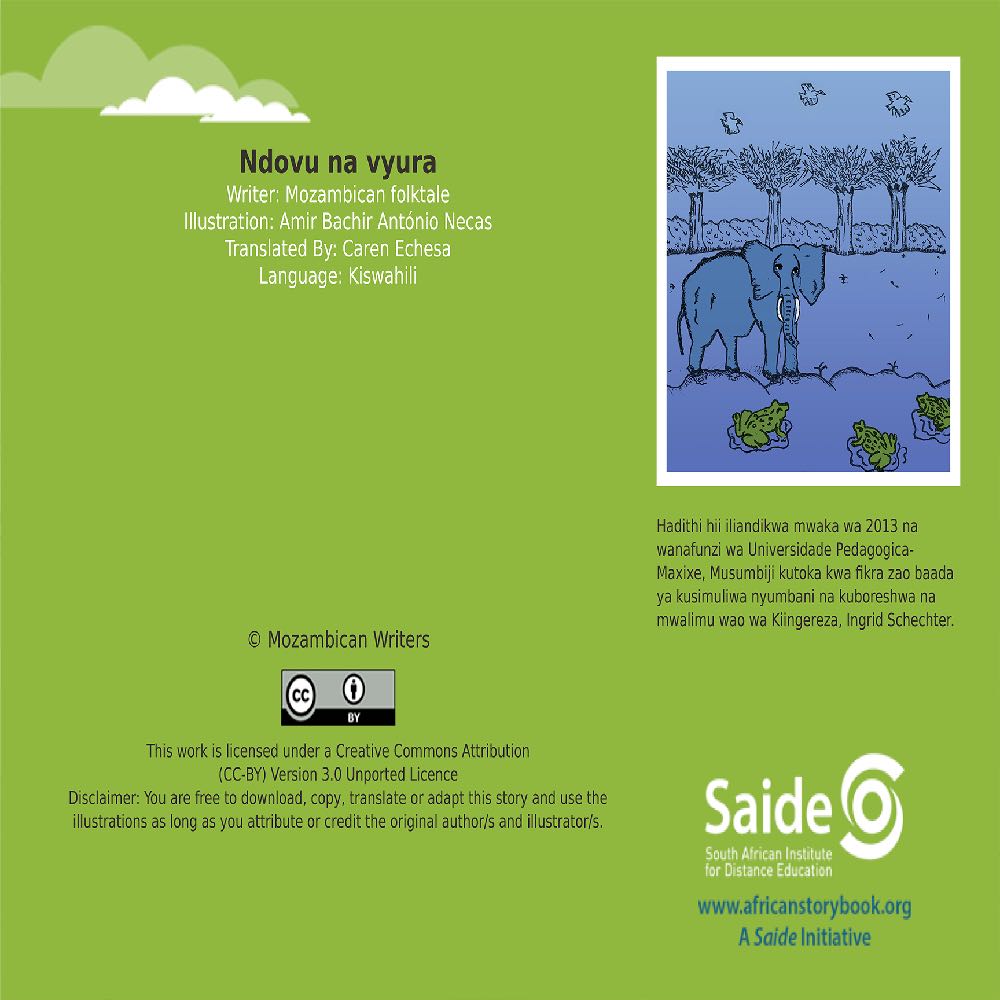 Ndovu na vyura
Writer: Mozambican folktale
Illustration: Amir Bachir António Necas
Translated By: Caren Echesa
Language: Kiswahili
Hadithi hii iliandikwa mwaka wa 2013 na
wanafunzi wa Universidade Pedagogica-
Maxixe, Musumbiji kutoka kwa fikra zao baada
ya kusimuliwa nyumbani na kuboreshwa na
mwalimu wao wa Kiingereza, Ingrid Schechter.
© Mozambican Writers
cc
BY
This work is licensed under a Creative Commons Attribution
(CC-BY) Version 3.0 Unported Licence
Disclaimer: You are free to download, copy, translate or adapt this story and use the
illustrations as long as you attribute or credit the original author/s and illustrator/s.
Saide
South African Institute
for Distance Education
www.africanstorybook.org
A Saide Initiative